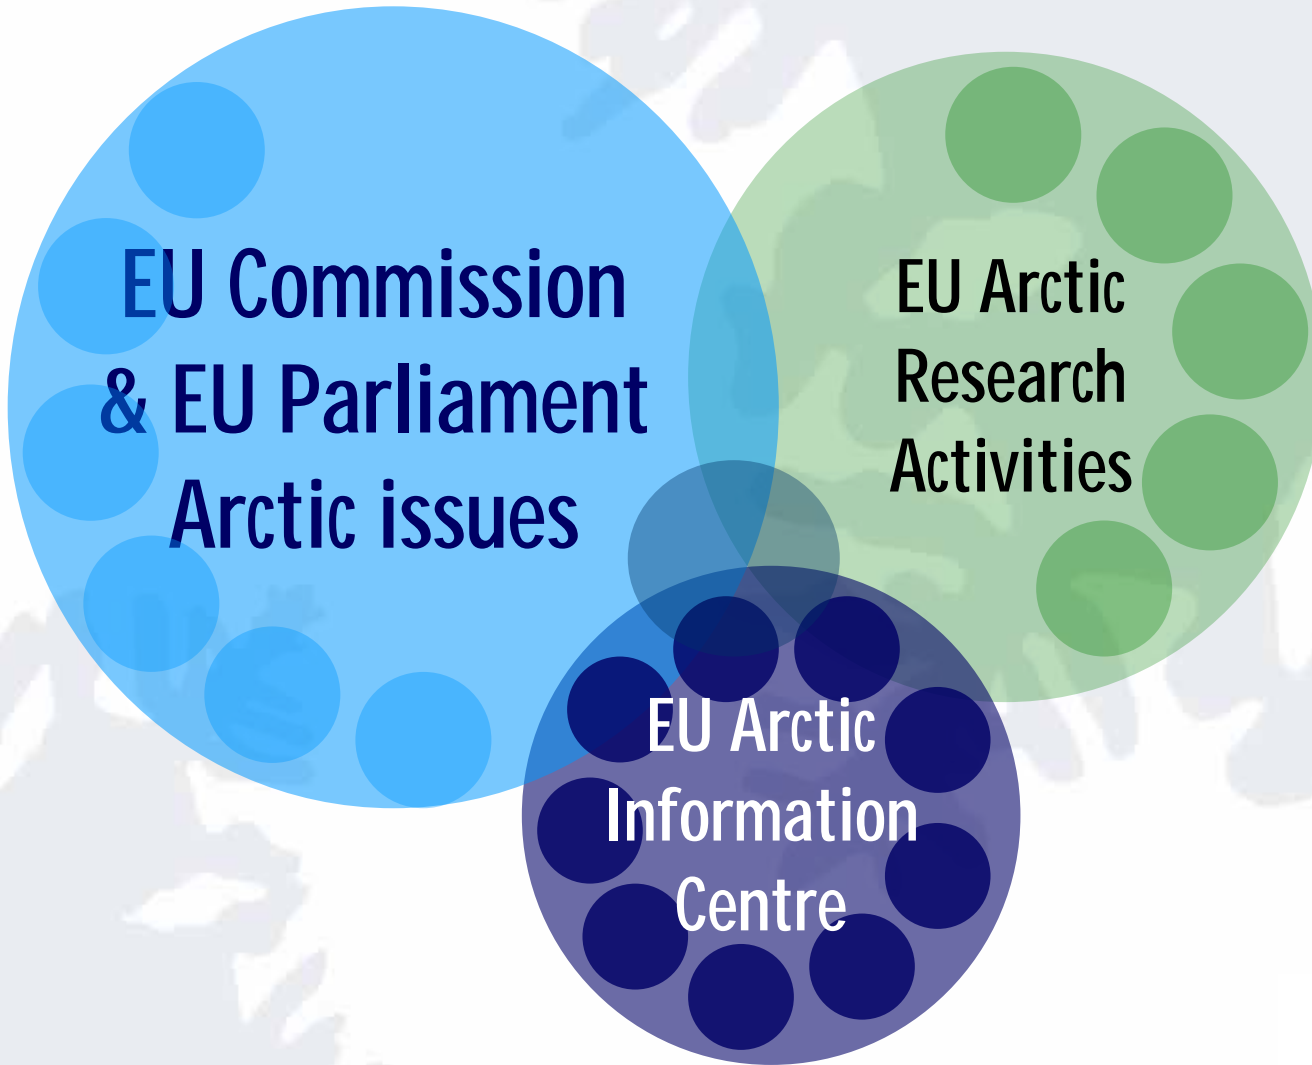 EU Commission
& EU Parliament
Arctic issues
EU Arctic
Research
Activities
EU Arctic
Information
Centre